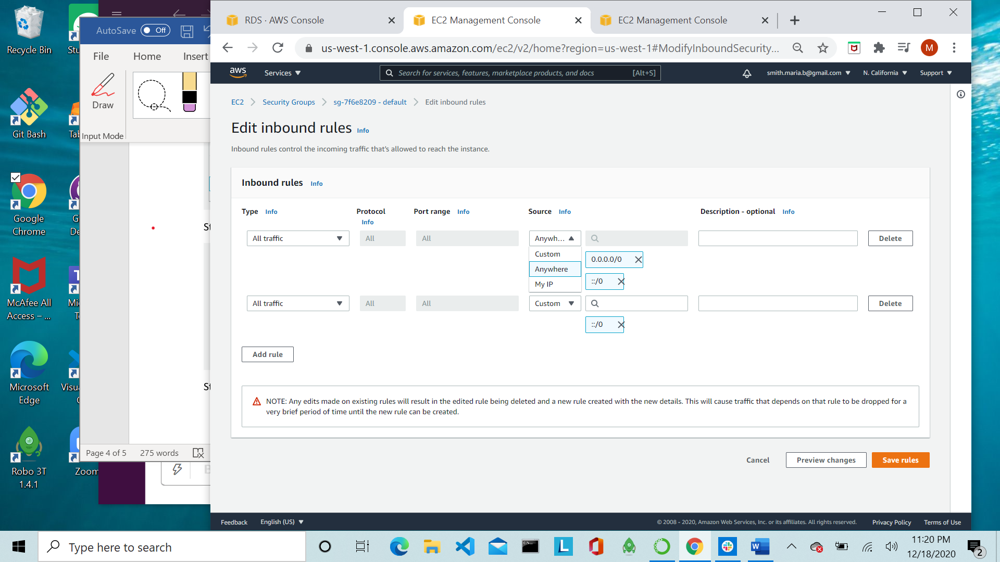 Recycle Bin
Stu
Git Bash
Tab
Google Chrome
G
De
McAfee All Access – ...
Mi
T
Microsoft Edge
Visu
Robo 3T 1.4.1
Zoom
AutoSave Off
File Home Insert
Draw
Input Mode
St
St
Page 4 of 5 275 words
B
RDS · AWS Console
EC2 Management Console
EC2 Management Console
us-west-1.console.aws.amazon.com/ec2/v2/home?region=us-west-1#ModifyInboundSecurity...
M
aws
Services
Search for services, features, marketplace products, and docs [Alt+S]
smith.maria.b@gmail.com
N. California
Support
EC2 Security Groups sg-7f6e8209 - default Edit inbound rules
Edit inbound rules Info
Inbound rules control the incoming traffic that's allowed to reach the instance.
Inbound rules Info
Type Info Protocol Info Port range Info Source Info Description - optional Info
All traffic All All Anywh... Delete
Custom
0.0.0.0/0
Anywhere
::/0
My IP
All traffic All All Custom Delete
::/0
Add rule
NOTE: Any edits made on existing rules will result in the edited rule being deleted and a new rule created with the new details. This will cause traffic that depends on that rule to be dropped for a
very brief period of time until the new rule can be created.
Cancel Preview changes Save rules
Feedback English (US) © 2008 - 2020, Amazon Web Services, Inc. or its affiliates. All rights reserved. Privacy Policy Terms of Use
Type here to search
L
W
11:20 PM
12/18/2020
2